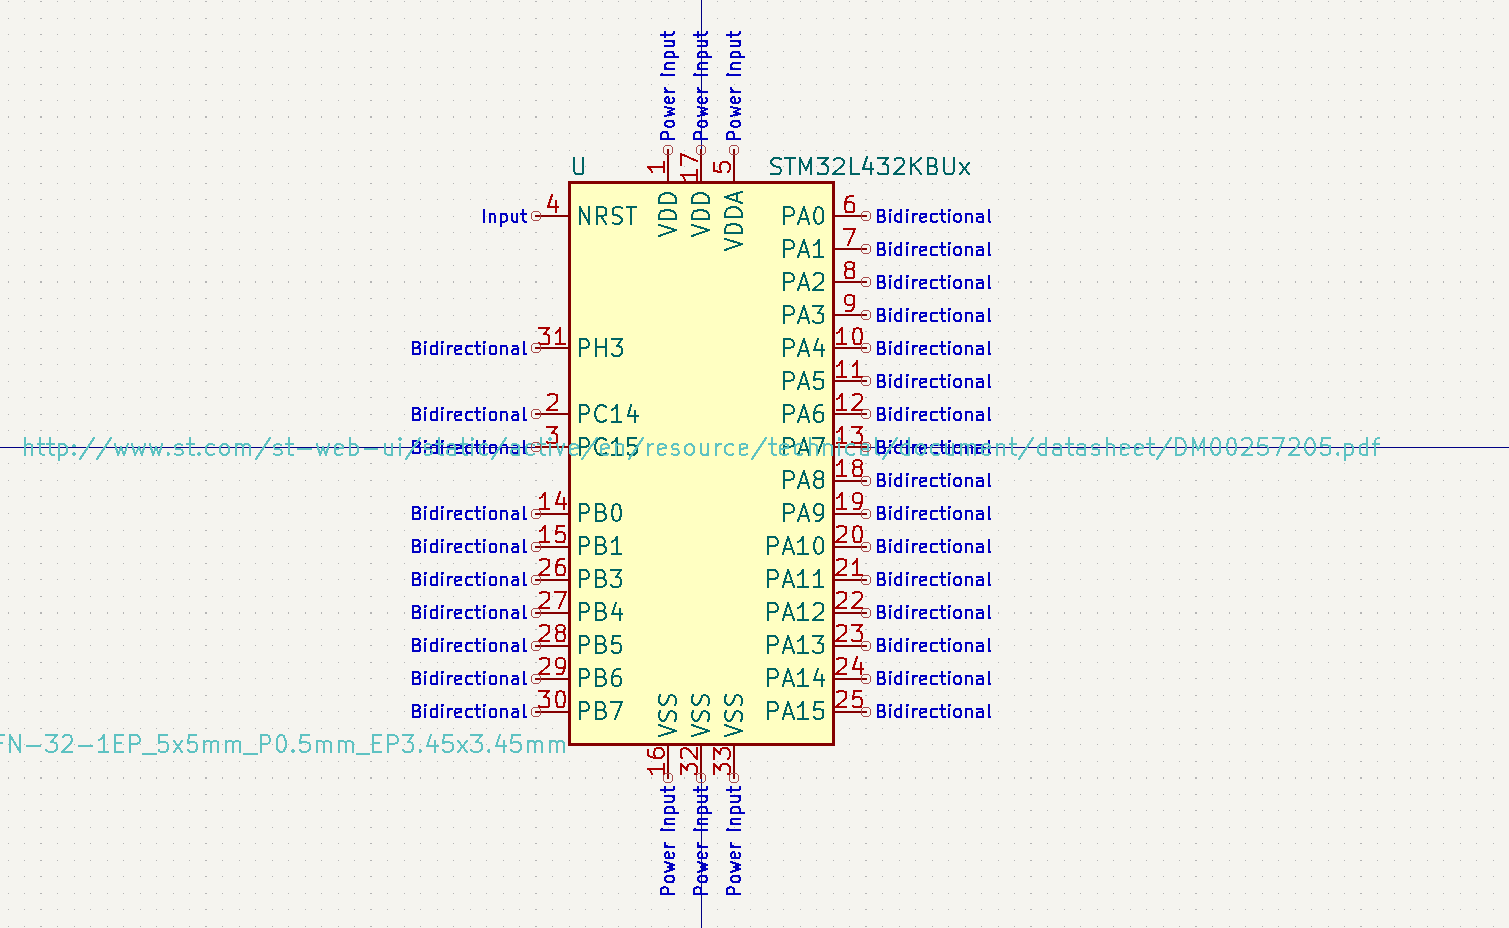 Power Input Power Input Power Input
1 17 5
U STM32L432KBUx
VDD VDD VDDA
Input 4 NRST PA0 6 Bidirectional
PA1 7 Bidirectional
PA2 8 Bidirectional
PA3 9 Bidirectional
Bidirectional 31 PH3 PA4 10 Bidirectional
PA5 11 Bidirectional
Bidirectional 2 PC14 PA6 12 Bidirectional
Bidirectional 3 PC15 PA7 13 Bidirectional
http://www.st.com/st-web-ui/static/active/en/resource/technical/document/datasheet/DM00257205.pdf
PA8 18 Bidirectional
Bidirectional 14 PB0 PA9 19 Bidirectional
Bidirectional 15 PB1 PA10 20 Bidirectional
Bidirectional 26 PB3 PA11 21 Bidirectional
Bidirectional 27 PB4 PA12 22 Bidirectional
Bidirectional 28 PB5 PA13 23 Bidirectional
Bidirectional 29 PB6 PA14 24 Bidirectional
Bidirectional 30 PB7 PA15 25 Bidirectional
VSS VSS VSS
FN-32-1EP_5x5mm_P0.5mm_EP3.45x3.45mm
16 32 33
Power Input Power Input Power Input